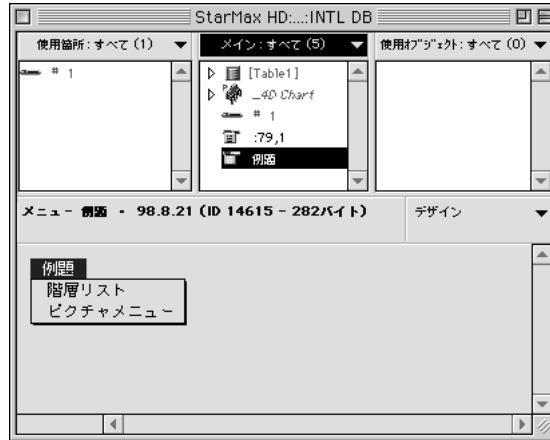 StarMax HD:...:INTL DB
使用箇所:すべて (1)
メイン:すべて (5)
使用ｵﾌﾞｼﾞｪｸﾄ:すべて (0)
# 1
[Table1]
_4D Chart
# 1
:79,1
例題
メニュー 例題 - 98.8.21 (ID 14615 - 282バイト)
デザイン
例題
階層リスト
ピクチャメニュー